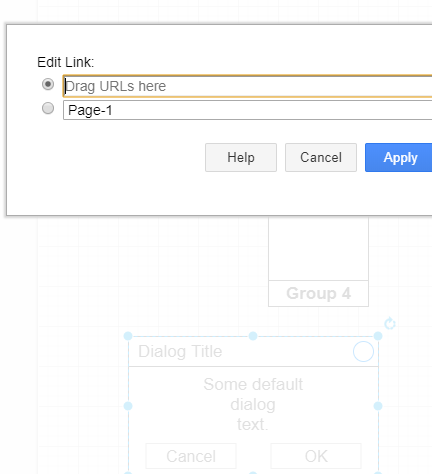 Edit Link:
Drag URLs here
Page-1
Help Cancel Apply
Group 4
Dialog Title
Some default
dialog
text.
Cancel OK